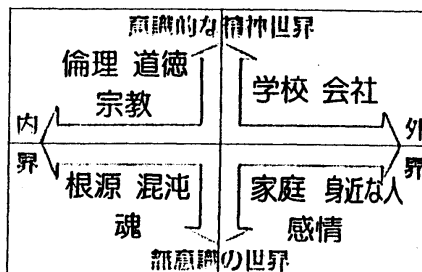 意識的な精神世界
倫理 道徳
宗教
学校 会社
内界
外界
根源 混沌
魂
家庭 身近な人
感情
無意識の世界